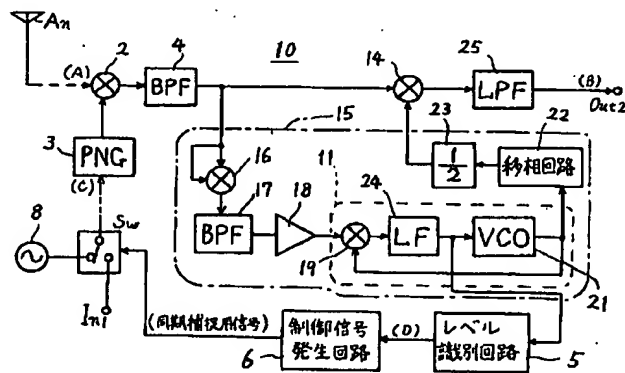 An
(A)
2
4
BPF
10
14
25
LPF
(B)
Out2
3
PNG
(C)
15
16
17
BPF
18
11
23
1/2
22
移相回路
24
19
LF
VCO
21
8
Sw
In1
(同期捕捉用信号)
制御信号
発生回路
6
(D)
レベル
識別回路
5